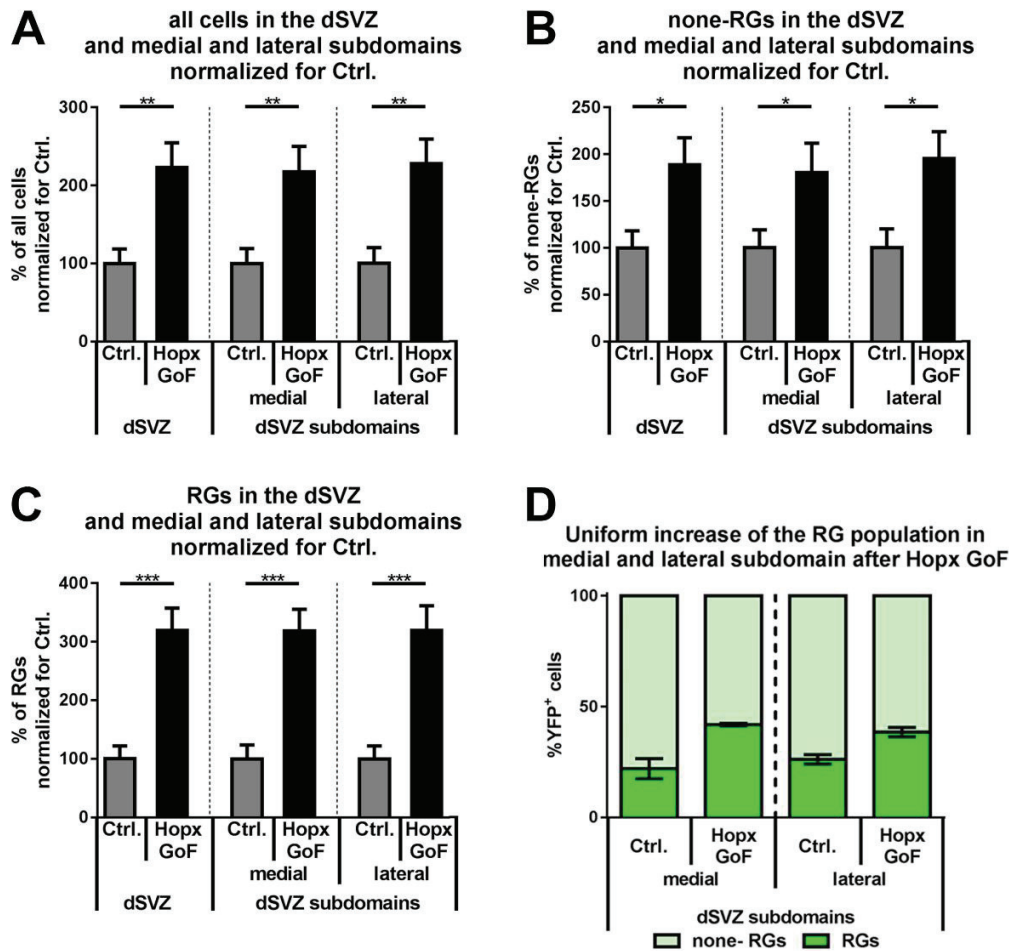 A
all cells in the dSVZ
and medial and lateral subdomains
normalized for Ctrl.
% of all cells
normalized for Ctrl.
300
200
100
0
** ** **
Ctrl. Hopx GoF Ctrl. Hopx GoF Ctrl. Hopx GoF
medial lateral
dSVZ dSVZ subdomains
B
none-RGs in the dSVZ
and medial and lateral subdomains
normalized for Ctrl.
% of none-RGs
normalized for Ctrl.
250
200
150
100
50
0
* * *
Ctrl. Hopx GoF Ctrl. Hopx GoF Ctrl. Hopx GoF
medial lateral
dSVZ dSVZ subdomains
C
RGs in the dSVZ
and medial and lateral subdomains
normalized for Ctrl.
% of RGs
normalized for Ctrl.
400
300
200
100
0
*** *** ***
Ctrl. Hopx GoF Ctrl. Hopx GoF Ctrl. Hopx GoF
medial lateral
dSVZ dSVZ subdomains
D
Uniform increase of the RG population in
medial and lateral subdomain after Hopx GoF
%YFP+ cells
100
50
0
Ctrl. Hopx GoF Ctrl. Hopx GoF
medial lateral
dSVZ subdomains
none- RGs RGs